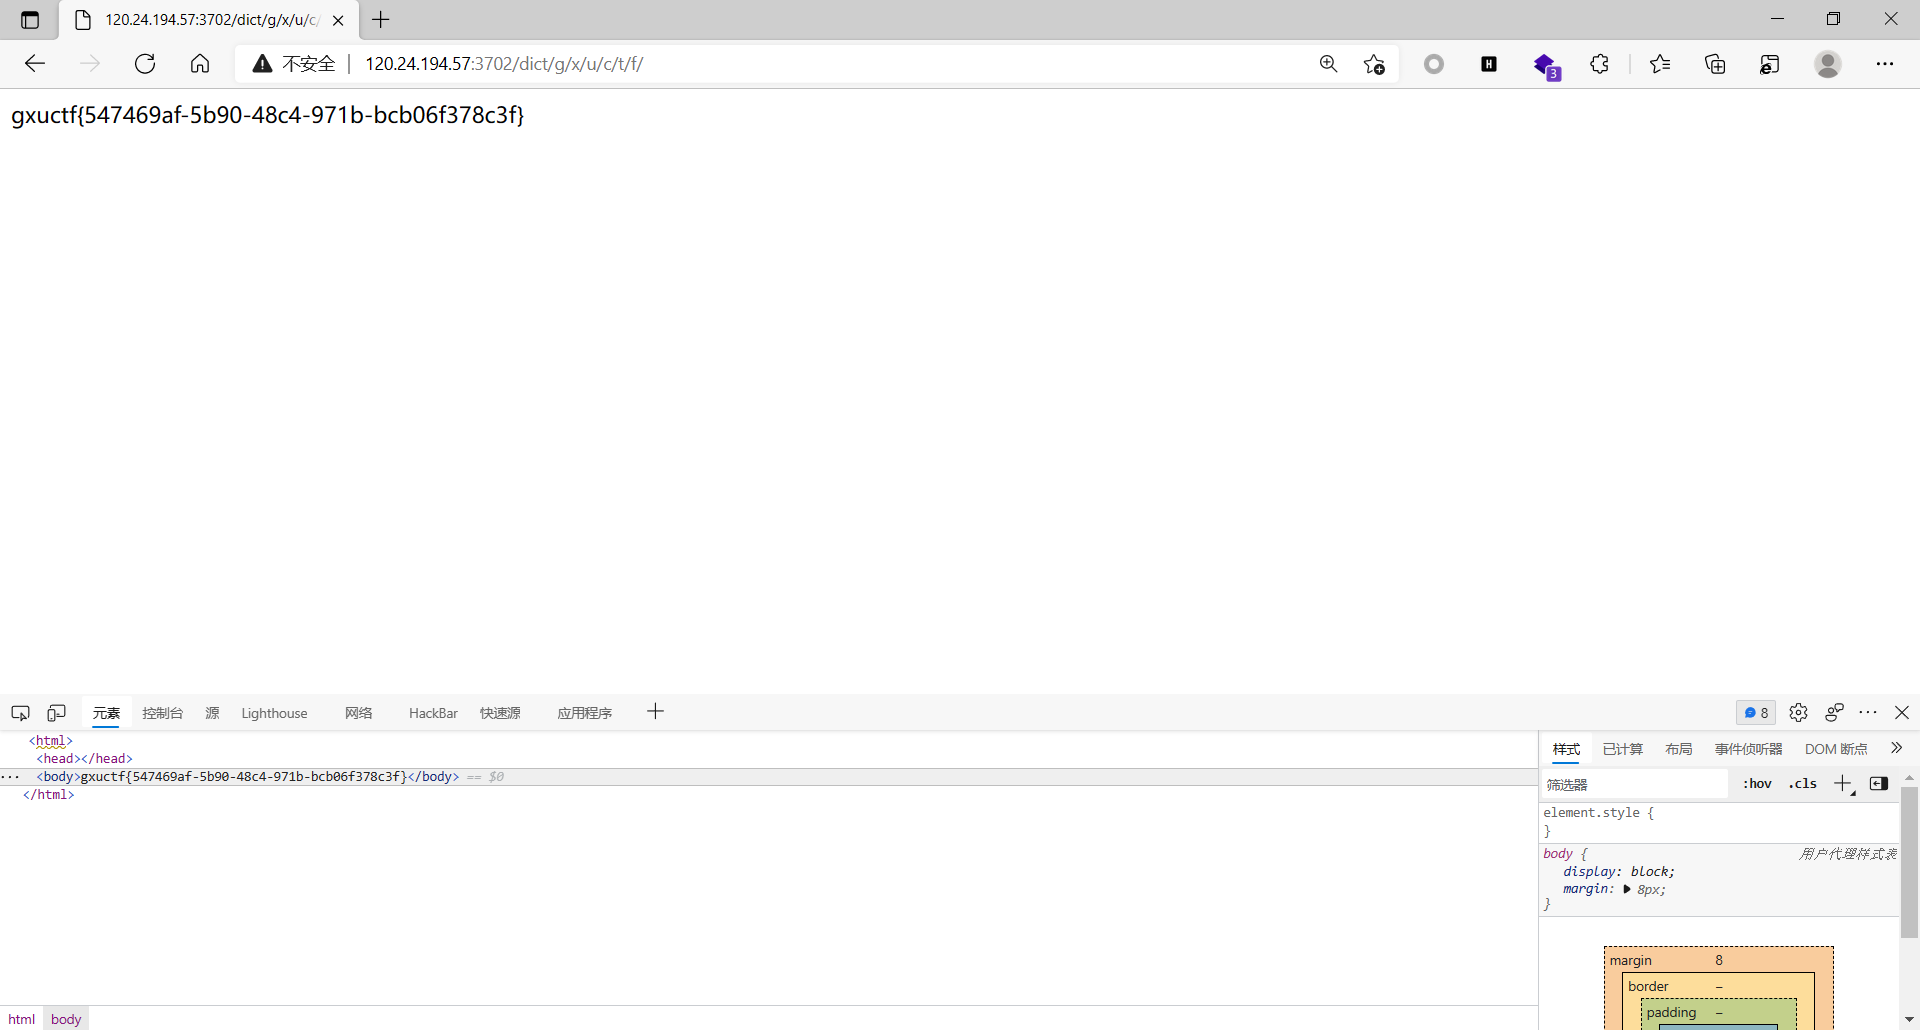 120.24.194.57:3702/dict/g/x/u/c/
不安全 120.24.194.57:3702/dict/g/x/u/c/t/f/
H
3
gxuctf{547469af-5b90-48c4-971b-bcb06f378c3f}
元素 控制台 源 Lighthouse 网络 HackBar 快速源 应用程序 8
<html>
<head></head>
··· <body>gxuctf{547469af-5b90-48c4-971b-bcb06f378c3f}</body> == $0
</html>
样式 已计算 布局 事件侦听器 DOM 断点
筛选器 :hov .cls
element.style {
}
body { 用户代理样式表
display: block;
margin: 8px;
}
margin 8
border –
padding –
html body